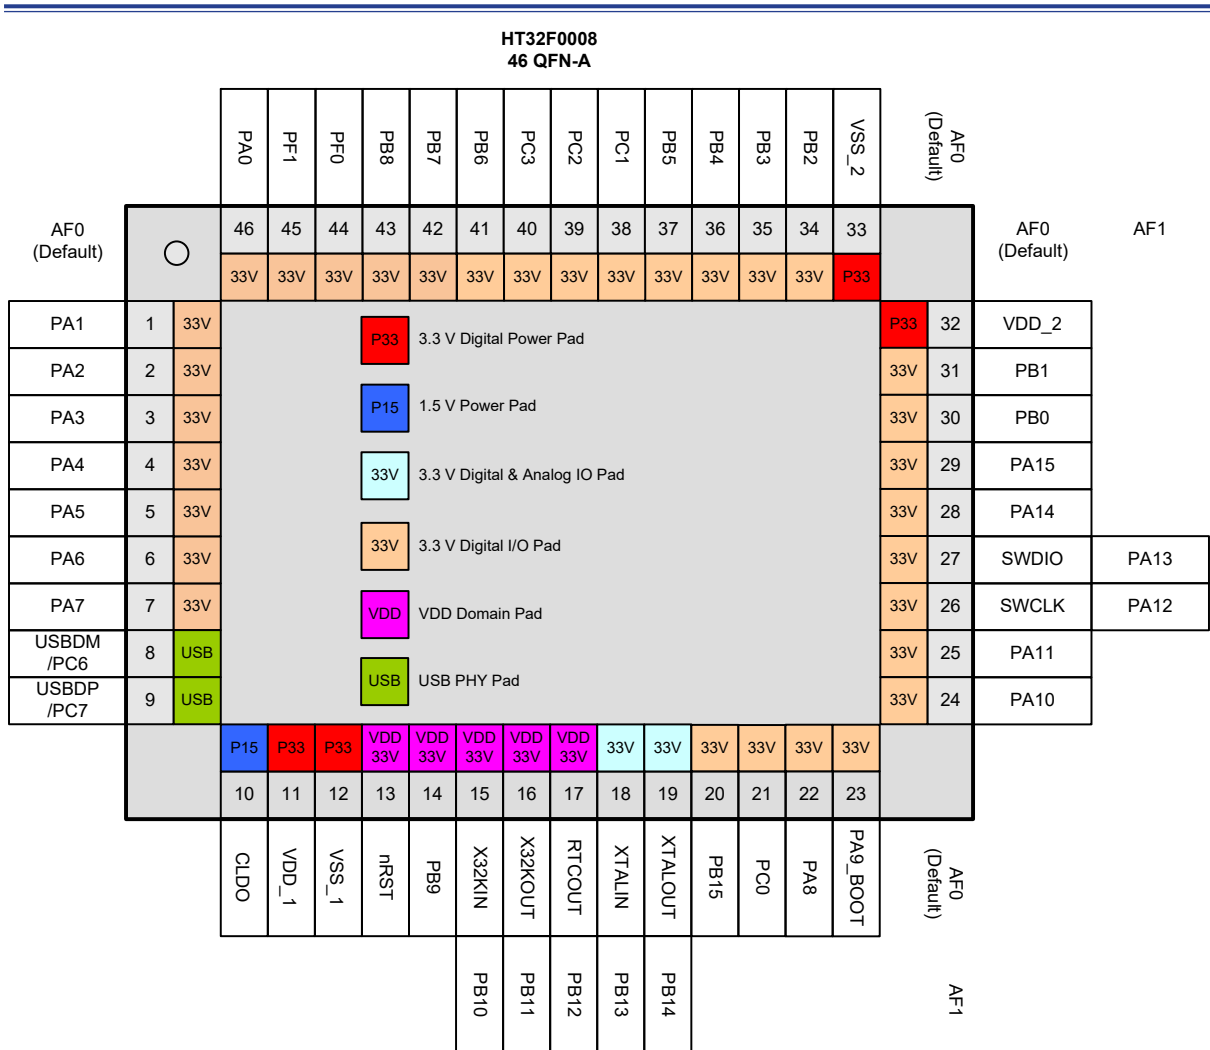 HT32F0008
46 QFN-A
PA0 PF1 PF0 PB8 PB7 PB6 PC3 PC2 PC1 PB5 PB4 PB3 PB2 VSS_2
AF0
(Default)
AF0
(Default)
46 45 44 43 42 41 40 39 38 37 36 35 34 33
AF0
(Default)
AF1
33V 33V 33V 33V 33V 33V 33V 33V 33V 33V 33V 33V 33V P33
PA1 1 33V
P33 3.3 V Digital Power Pad
P33 32 VDD_2
PA2 2 33V
33V 31 PB1
PA3 3 33V
P15 1.5 V Power Pad
33V 30 PB0
PA4 4 33V
33V 3.3 V Digital & Analog IO Pad
33V 29 PA15
PA5 5 33V
33V 28 PA14
PA6 6 33V
33V 3.3 V Digital I/O Pad
33V 27 SWDIO PA13
PA7 7 33V
VDD VDD Domain Pad
33V 26 SWCLK PA12
USBDM
/PC6
8 USB
33V 25 PA11
USBDP
/PC7
9 USB
USB USB PHY Pad
33V 24 PA10
P15 P33 P33 VDD 33V VDD 33V VDD 33V VDD 33V VDD 33V 33V 33V 33V 33V 33V 33V
10 11 12 13 14 15 16 17 18 19 20 21 22 23
CLDO VDD_1 VSS_1 nRST PB9 X32KIN X32KOUT RTCOUT XTALIN XTALOUT PB15 PC0 PA8 PA9_BOOT
AF0
(Default)
PB10 PB11 PB12 PB13 PB14
AF1